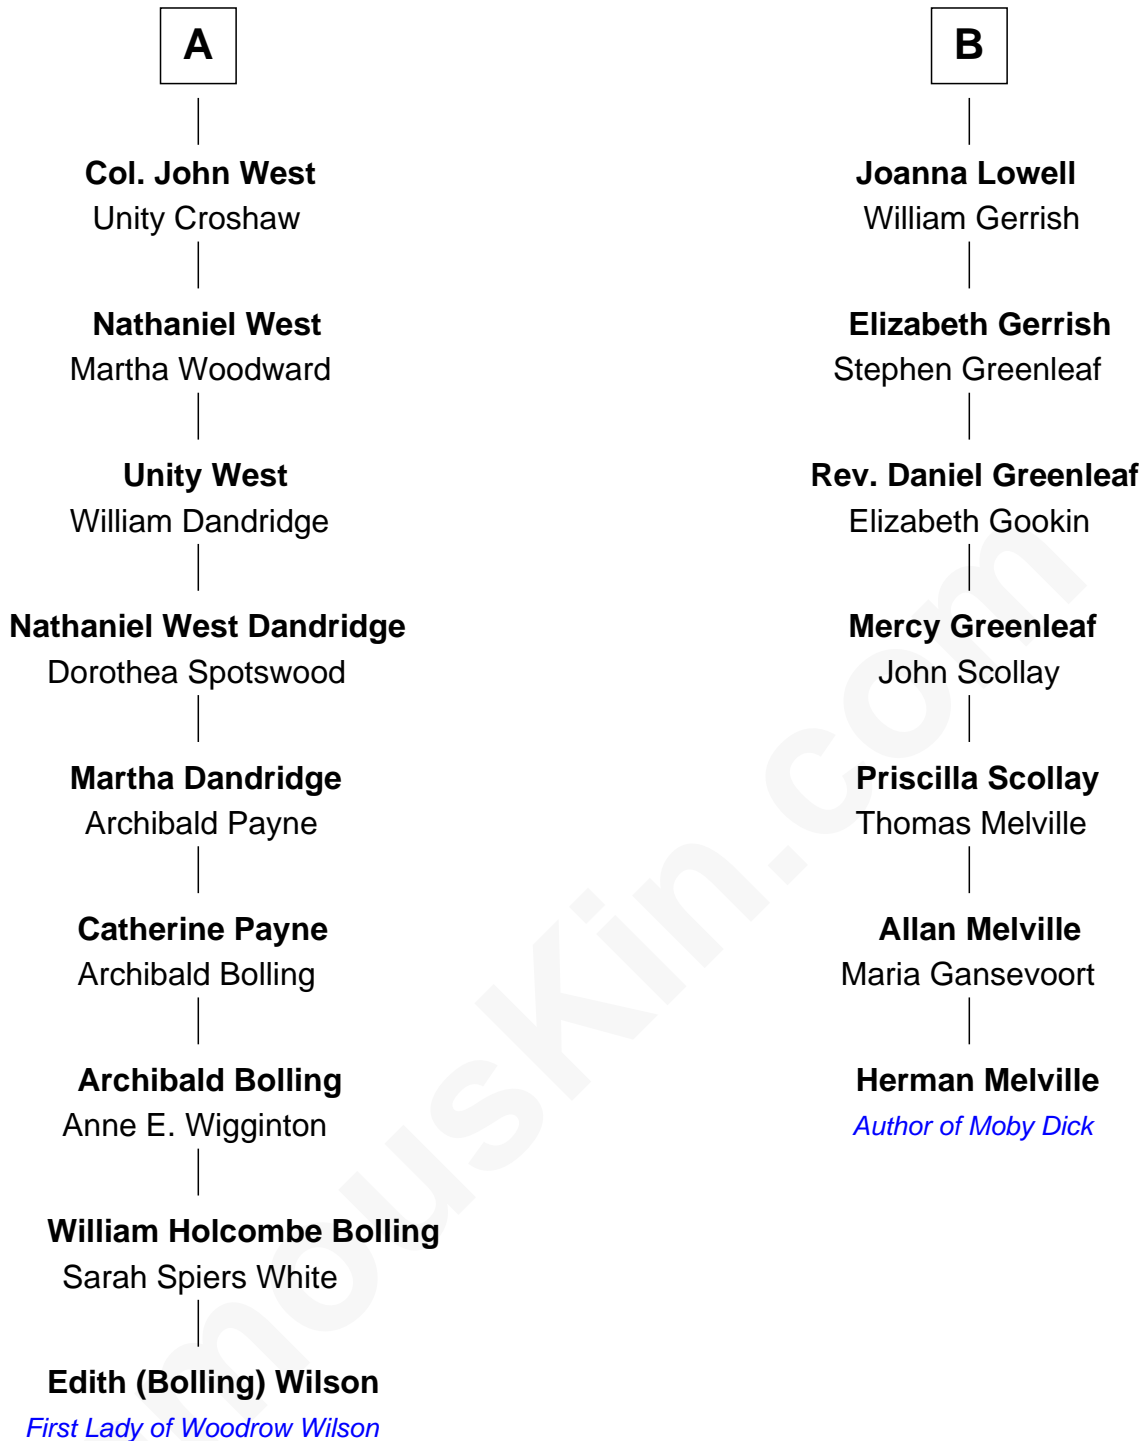 A
Col. John West
Unity Croshaw
Nathaniel West
Martha Woodward
Unity West
William Dandridge
Nathaniel West Dandridge
Dorothea Spotswood
Martha Dandridge
Archibald Payne
Catherine Payne
Archibald Bolling
Archibald Bolling
Anne E. Wigginton
William Holcombe Bolling
Sarah Spiers White
Edith (Bolling) Wilson
First Lady of Woodrow Wilson
B
Joanna Lowell
William Gerrish
Elizabeth Gerrish
Stephen Greenleaf
Rev. Daniel Greenleaf
Elizabeth Gookin
Mercy Greenleaf
John Scollay
Priscilla Scollay
Thomas Melville
Allan Melville
Maria Gansevoort
Herman Melville
Author of Moby Dick
mousKin.com